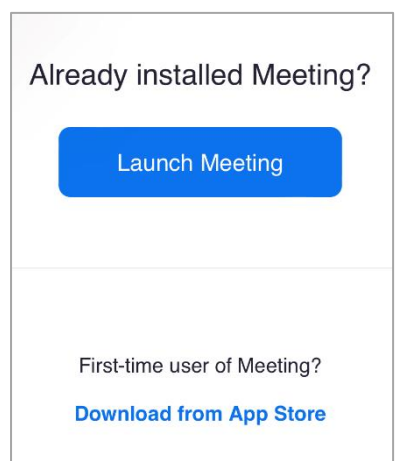 Already installed Meeting?
Launch Meeting
First-time user of Meeting?
Download from App Store